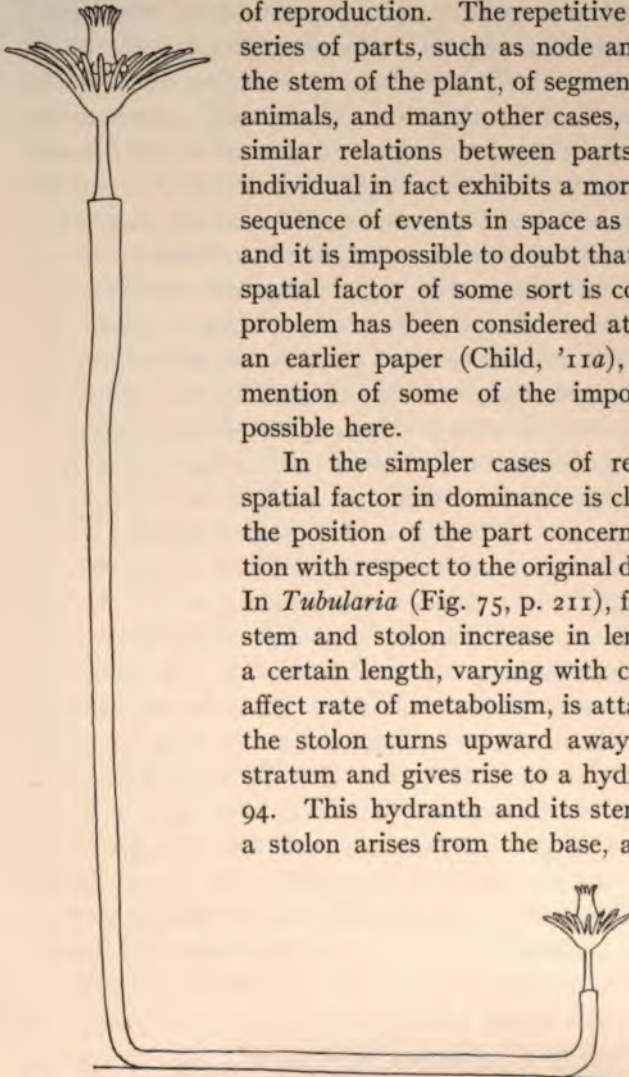 of reproduction. The repetitive
series of parts, such as node an
the stem of the plant, of segmen
animals, and many other cases,
similar relations between parts
individual in fact exhibits a mor
sequence of events in space as
and it is impossible to doubt tha
spatial factor of some sort is co
problem has been considered at
an earlier paper (Child, '11a),
mention of some of the impo
possible here.
In the simpler cases of re
spatial factor in dominance is cl
the position of the part concern
tion with respect to the original d
In Tubularia (Fig. 75, p. 211), f
stem and stolon increase in len
a certain length, varying with c
affect rate of metabolism, is atta
the stolon turns upward away
stratum and gives rise to a hyd
94. This hydranth and its ste
a stolon arises from the base, a